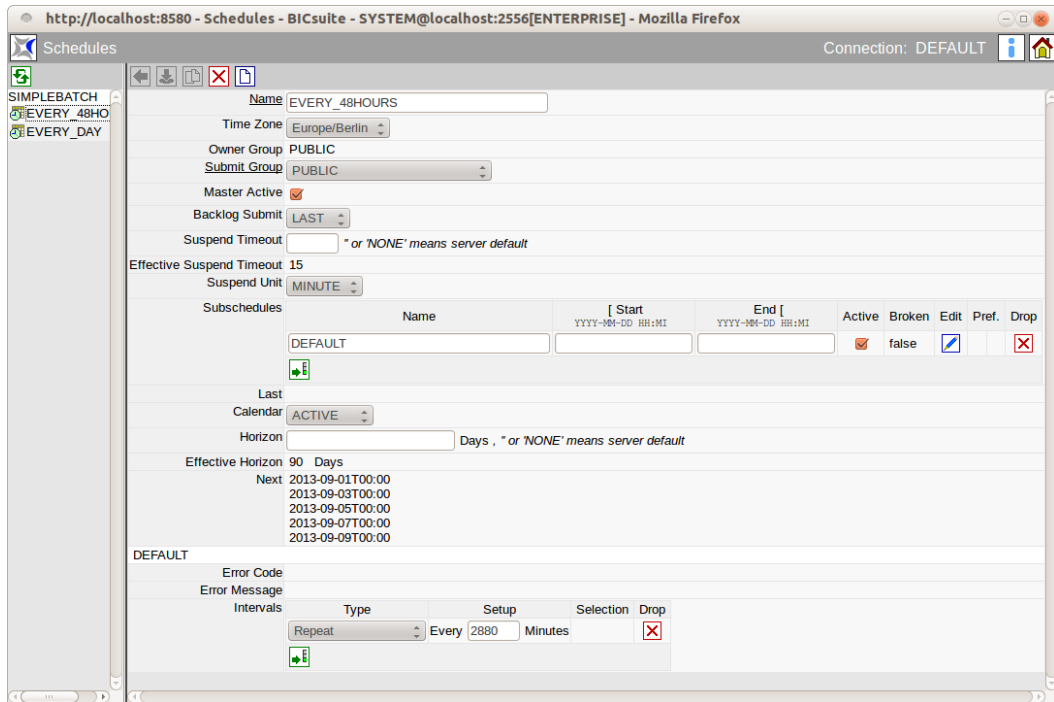 http://localhost:8580 - Schedules - BICsuite - SYSTEM@localhost:2556[ENTERPRISE] - Mozilla Firefox
Schedules Connection: DEFAULT
SIMPLEBATCH
EVERY_48HO
EVERY_DAY
Name EVERY_48HOURS
Time Zone Europe/Berlin
Owner Group PUBLIC
Submit Group PUBLIC
Master Active
Backlog Submit LAST
Suspend Timeout '' or 'NONE' means server default
Effective Suspend Timeout 15
Suspend Unit MINUTE
Subschedules Name [ Start End [ Active Broken Edit Pref. Drop
YYYY-MM-DD HH:MI YYYY-MM-DD HH:MI
DEFAULT false
Last
Calendar ACTIVE
Horizon Days , '' or 'NONE' means server default
Effective Horizon 90 Days
Next 2013-09-01T00:00
2013-09-03T00:00
2013-09-05T00:00
2013-09-07T00:00
2013-09-09T00:00
DEFAULT
Error Code
Error Message
Intervals Type Setup Selection Drop
Repeat Every 2880 Minutes